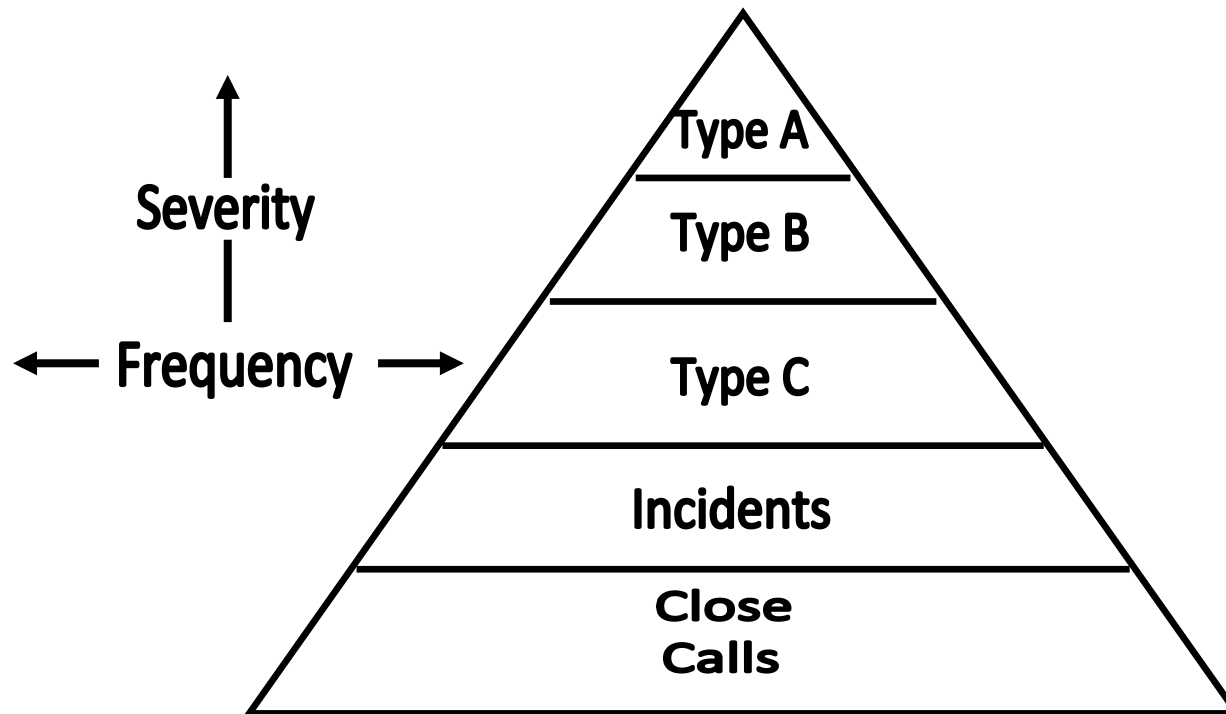 Type A
Severity
Type B
Frequency
Type C
Incidents
Close
Calls